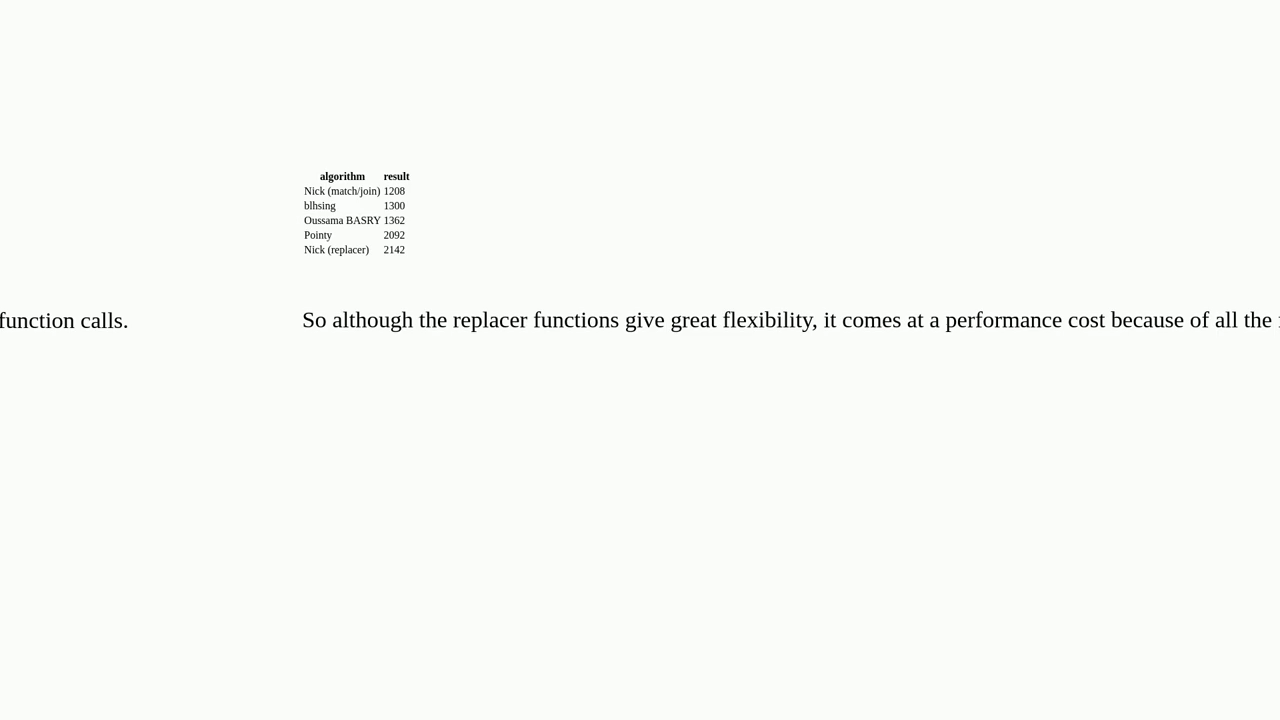 algorithm result
Nick (match/join) 1208
blhsing 1300
Oussama BASRY 1362
Pointy 2092
Nick (replacer) 2142
So although the replacer functions give great flexibility, it comes at a performance cost because of all the
function calls.